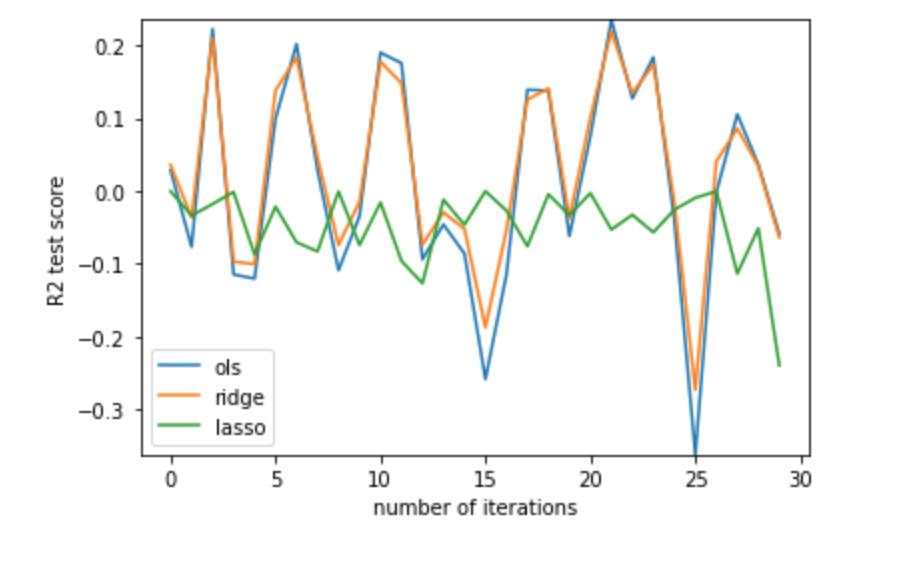 0.2
0.1
0.0
−0.1
−0.2
−0.3
R2 test score
ols
ridge
lasso
0 5 10 15 20 25 30
number of iterations